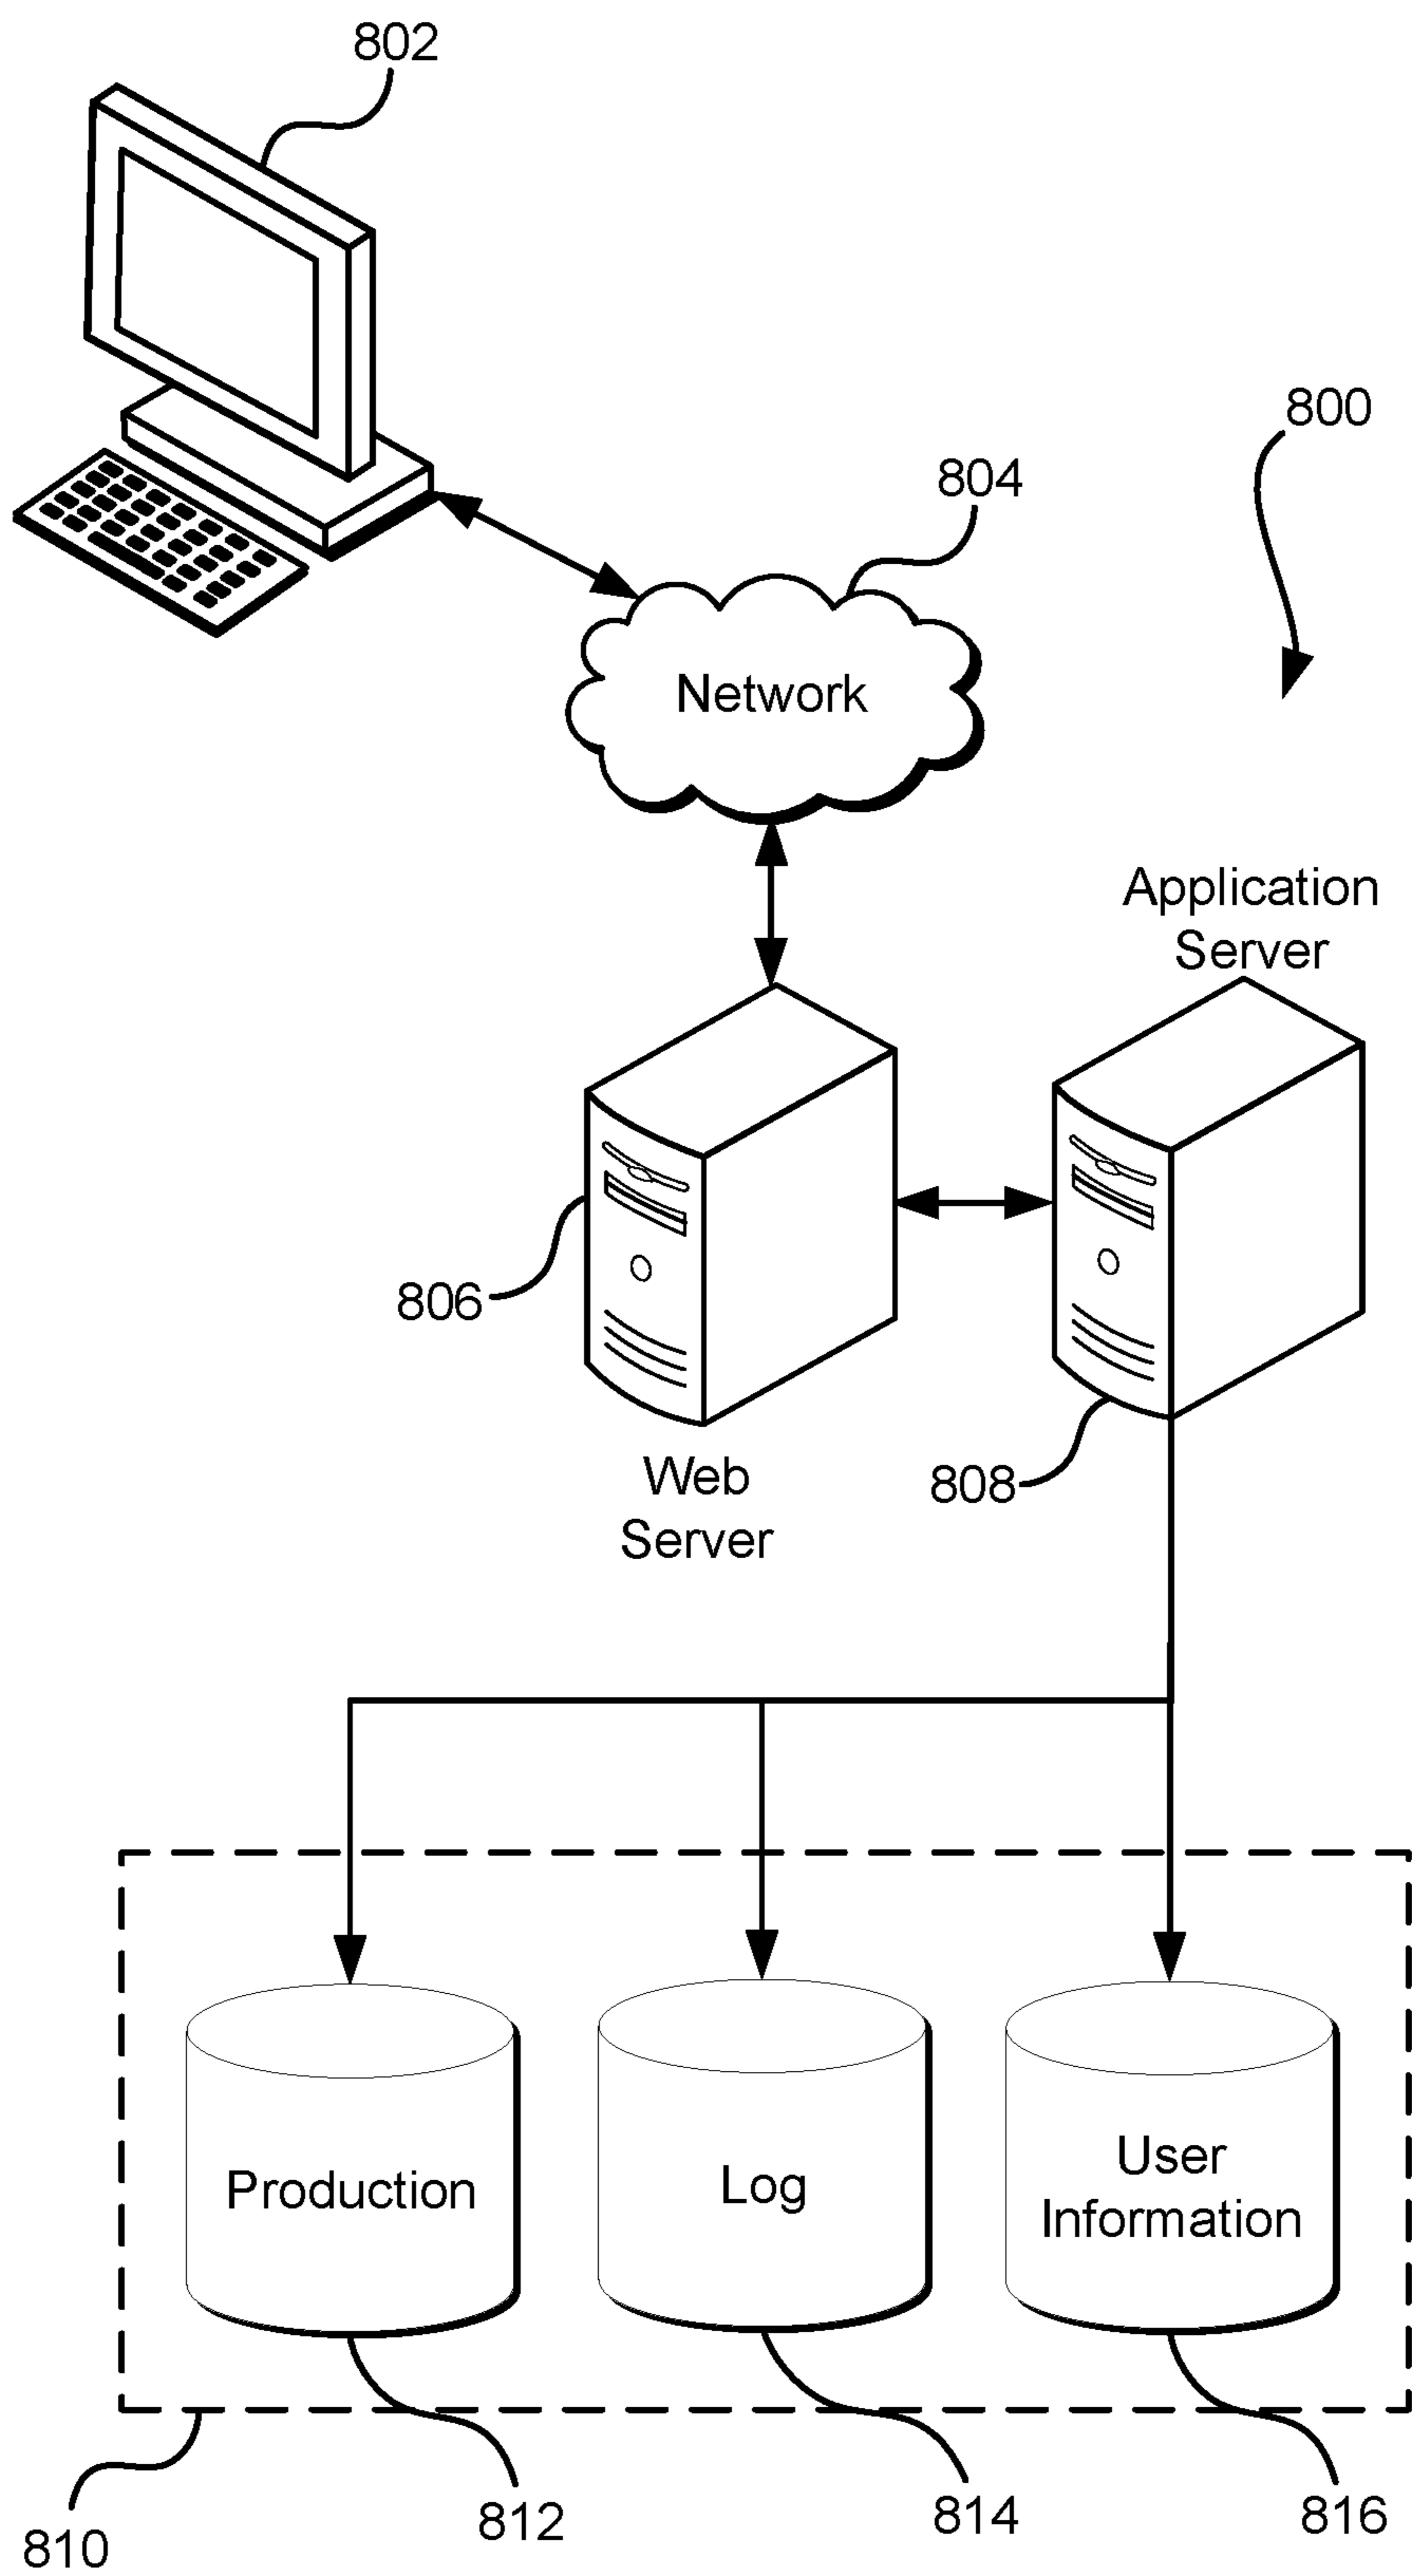 802
800
804
Network
Application
Server
806
808
Web
Server
Production
Log
User
Information
810
812
814
816